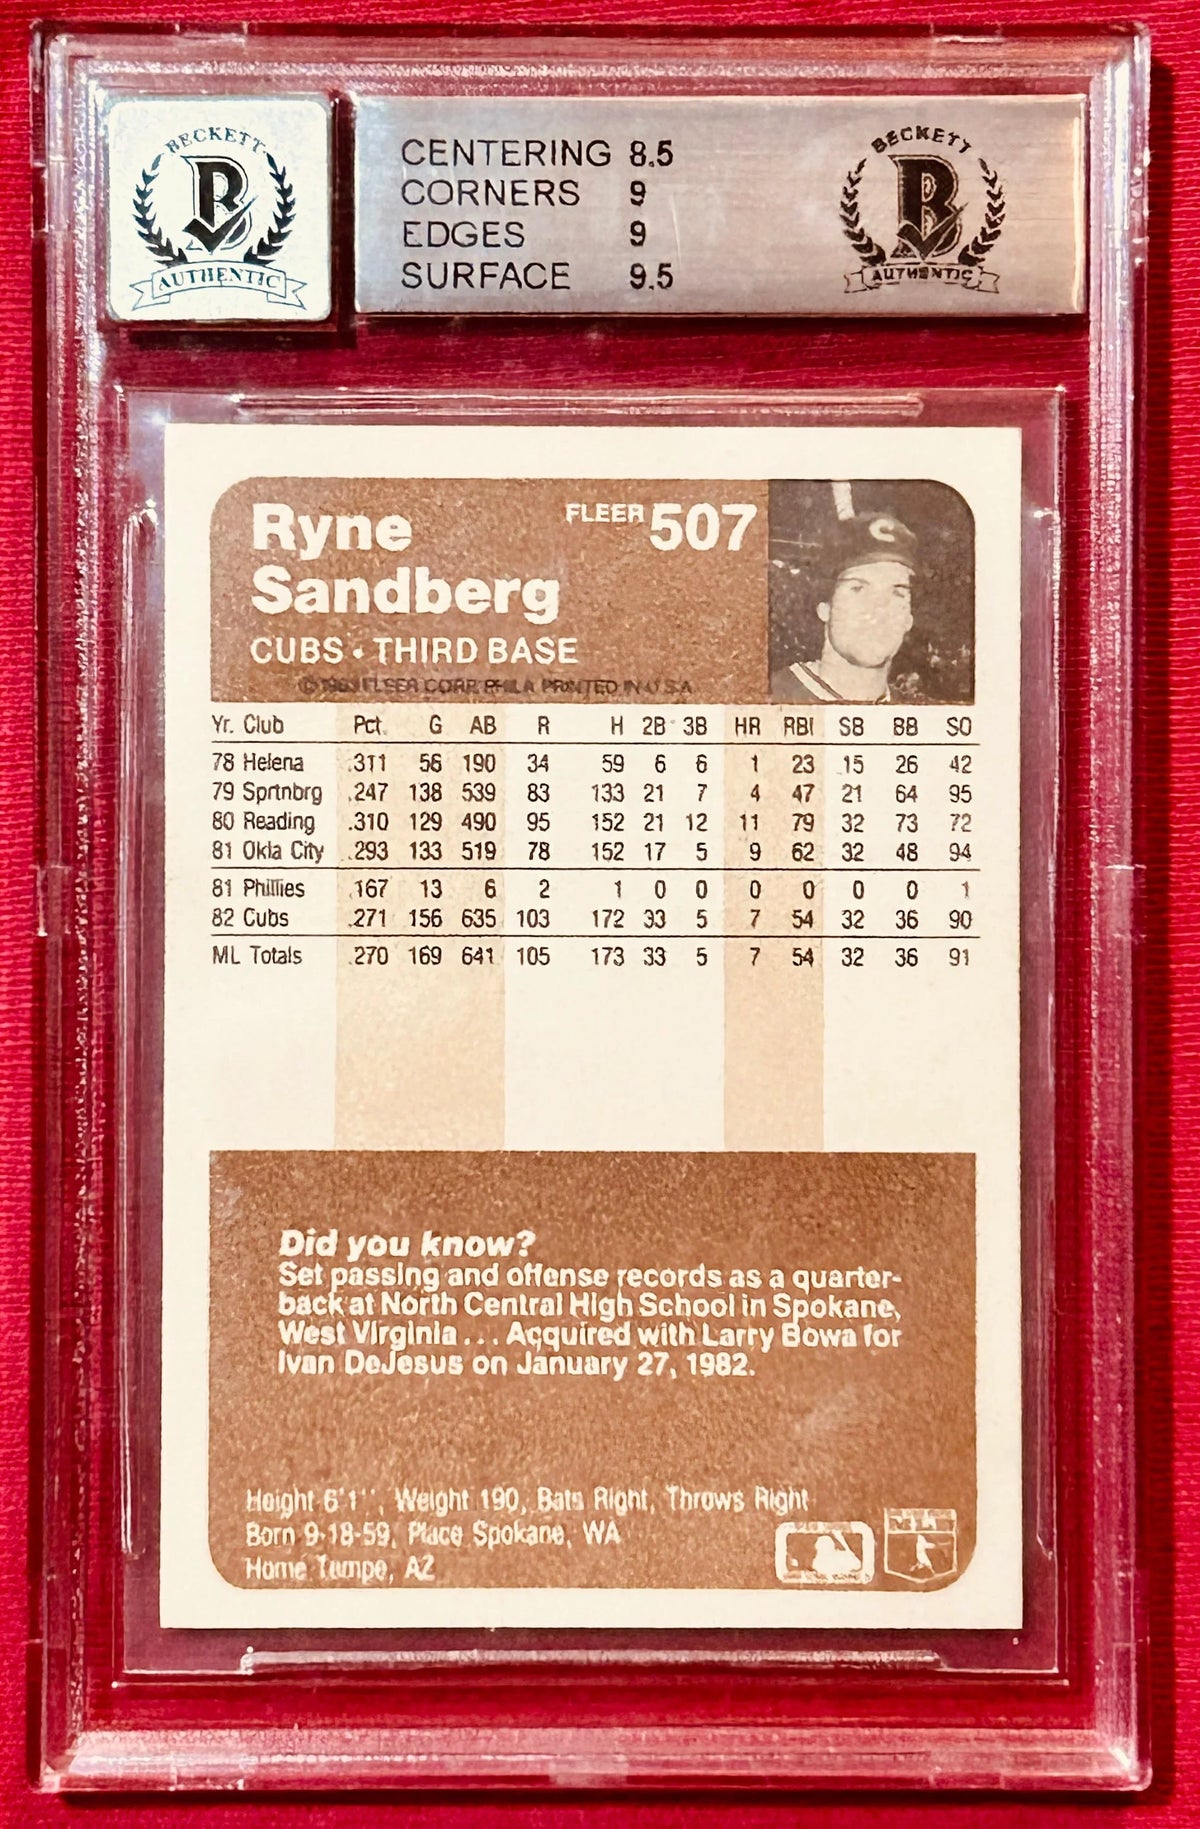 BECKETT
B
AUTHENTIC
CENTERING 8.5
CORNERS 9
EDGES 9
SURFACE 9.5
BECKETT
B
AUTHENTIC
Ryne
Sandberg
FLEER 507
C
CUBS • THIRD BASE
© 1983 FLEER CORP. PHILA PRINTED IN U.S.A
Yr. Club Pct. G AB R H 2B 3B HR RBI SB BB SO
78 Helena .311 56 190 34 59 6 6 1 23 15 26 42
79 Sprtnbrg .247 138 539 83 133 21 7 4 47 21 64 95
80 Reading .310 129 490 95 152 21 12 11 79 32 73 72
81 Okla City .293 133 519 78 152 17 5 9 62 32 48 94
81 Phillies .167 13 6 2 1 0 0 0 0 0 0 1
82 Cubs .271 156 635 103 172 33 5 7 54 32 36 90
ML Totals .270 169 641 105 173 33 5 7 54 32 36 91
Did you know?
Set passing and offense records as a quarter-
back at North Central High School in Spokane,
West Virginia... Acquired with Larry Bowa for
Ivan DeJesus on January 27, 1982.
Height 6'1", Weight 190, Bats Right, Throws Right
Born 9-18-59, Place Spokane, WA
Home Tempe, AZ